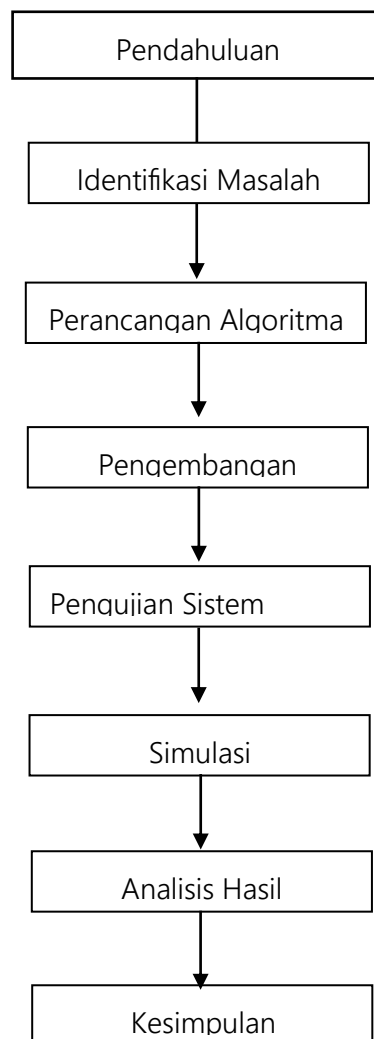 Pendahuluan
Identifikasi Masalah
Perancangan Algoritma
Pengembangan
Pengujian Sistem
Simulasi
Analisis Hasil
Kesimpulan